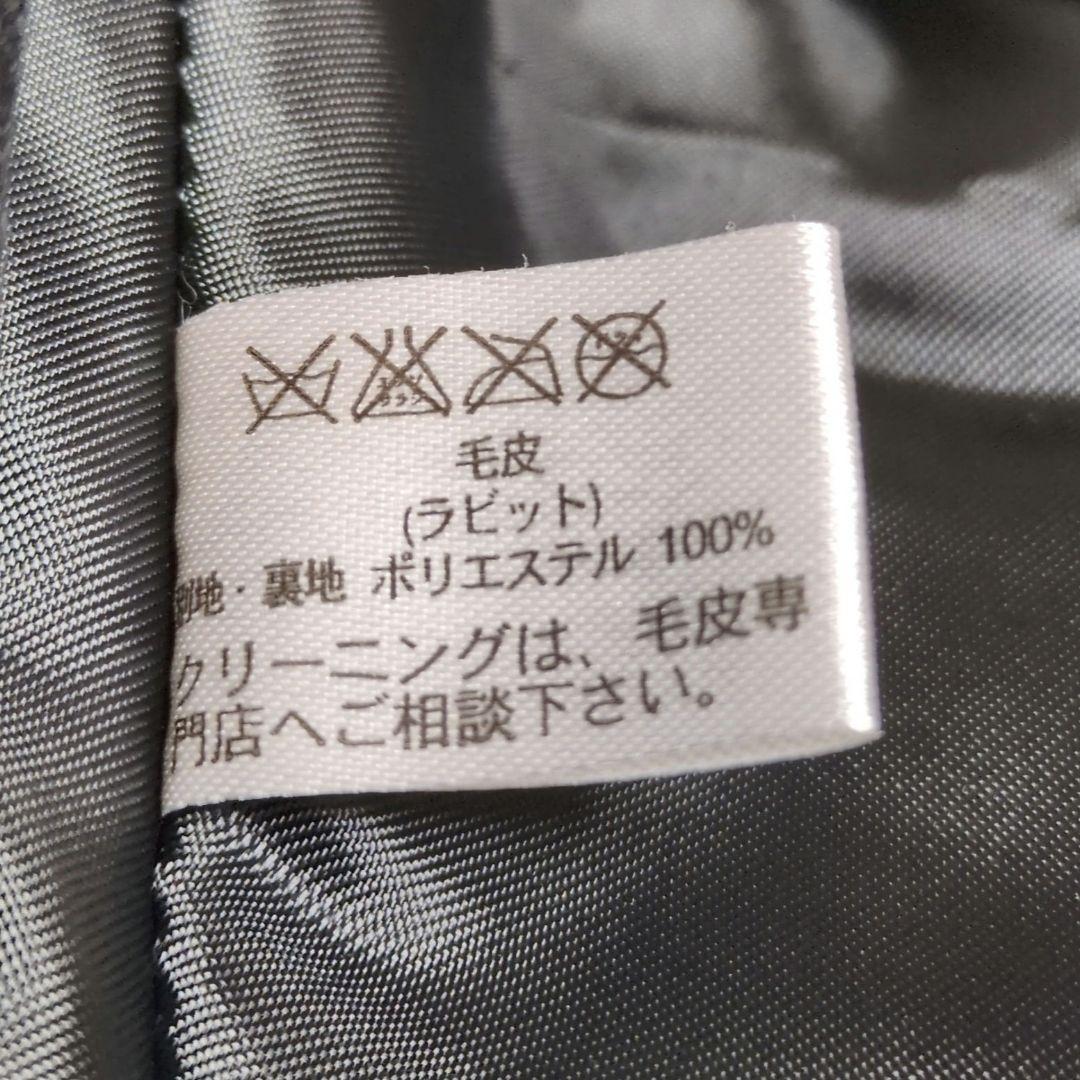 毛皮
(ラビット)
別地・裏地 ポリエステル 100%
クリーニングは、毛皮専
門店へご相談下さい。